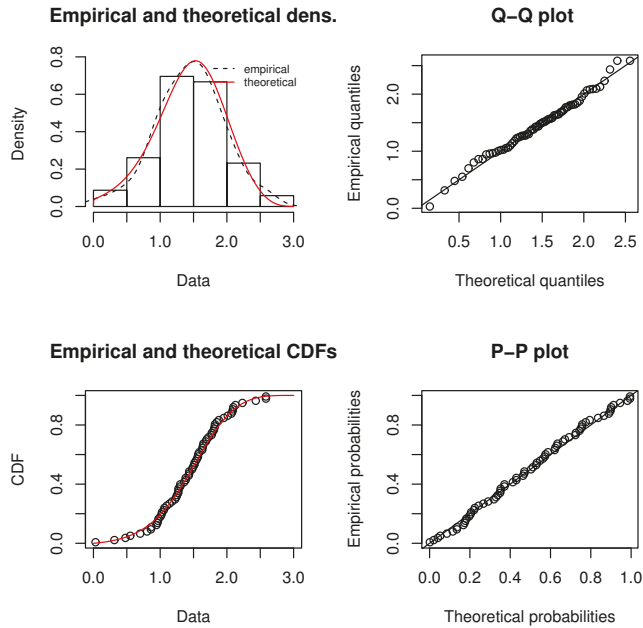 Empirical and theoretical dens.
Density
0.0 0.2 0.4 0.6 0.8
empirical
theoretical
0.0 1.0 2.0 3.0
Data
Q−Q plot
Empirical quantiles
0.0 1.0 2.0
0.5 1.0 1.5 2.0 2.5
Theoretical quantiles
Empirical and theoretical CDFs
CDF
0.0 0.4 0.8
0.0 1.0 2.0 3.0
Data
P−P plot
Empirical probabilities
0.0 0.4 0.8
0.0 0.2 0.4 0.6 0.8 1.0
Theoretical probabilities